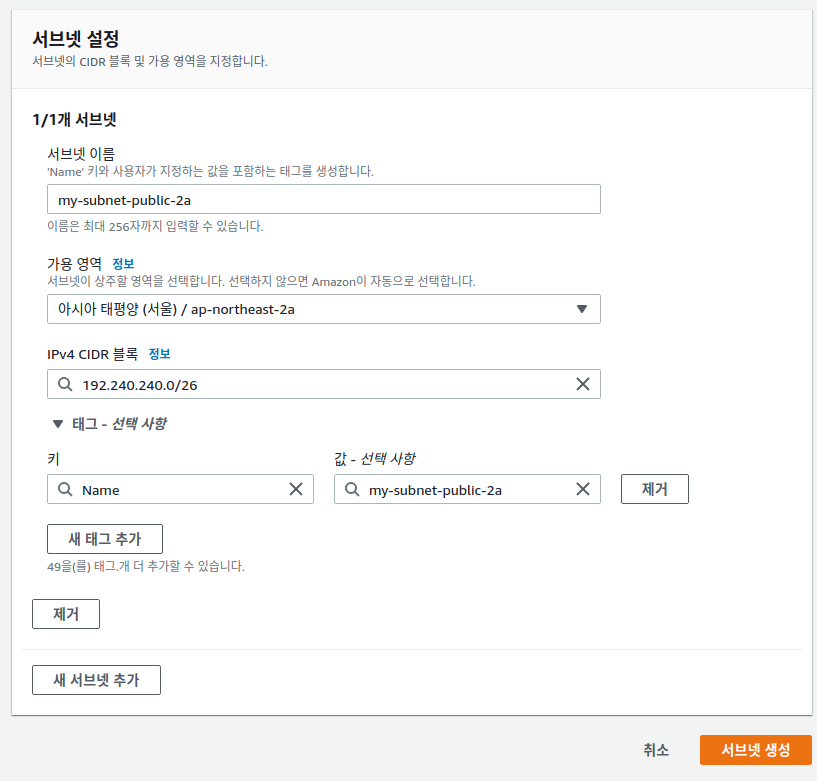 서브넷 설정
서브넷의 CIDR 블록 및 가용 영역을 지정합니다.
1/1개 서브넷
서브넷 이름
'Name' 키와 사용자가 지정하는 값을 포함하는 태그를 생성합니다.
my-subnet-public-2a
이름은 최대 256자까지 입력할 수 있습니다.
가용 영역 정보
서브넷이 상주할 영역을 선택합니다. 선택하지 않으면 Amazon이 자동으로 선택합니다.
아시아 태평양 (서울) / ap-northeast-2a
IPv4 CIDR 블록 정보
192.240.240.0/26
태그 - 선택 사항
키 값 - 선택 사항
Name my-subnet-public-2a 제거
새 태그 추가
49을(를) 태그.개 더 추가할 수 있습니다.
제거
새 서브넷 추가
취소 서브넷 생성